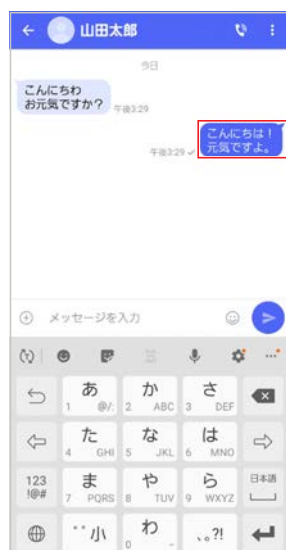 山田太郎
今日
こんにちわ
お元気ですか？
午後3:29
こんにちは！
元気ですよ。
午後3:29
メッセージを入力
あ
1 @/:
か
2 ABC
さ
3 DEF
た
4 GHI
な
5 JKL
は
6 MNO
123
!@#
ま
7 PQRS
や
8 TUV
ら
9 WXYZ
日本語
小
わ
0 -
、。?!